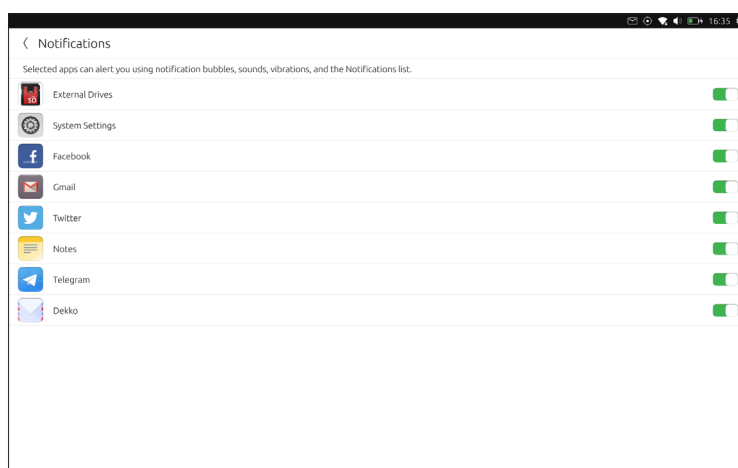 16:35
Notifications
Selected apps can alert you using notification bubbles, sounds, vibrations, and the Notifications list.
SD
External Drives
System Settings
f
Facebook
Gmail
Twitter
Notes
Telegram
Dekko